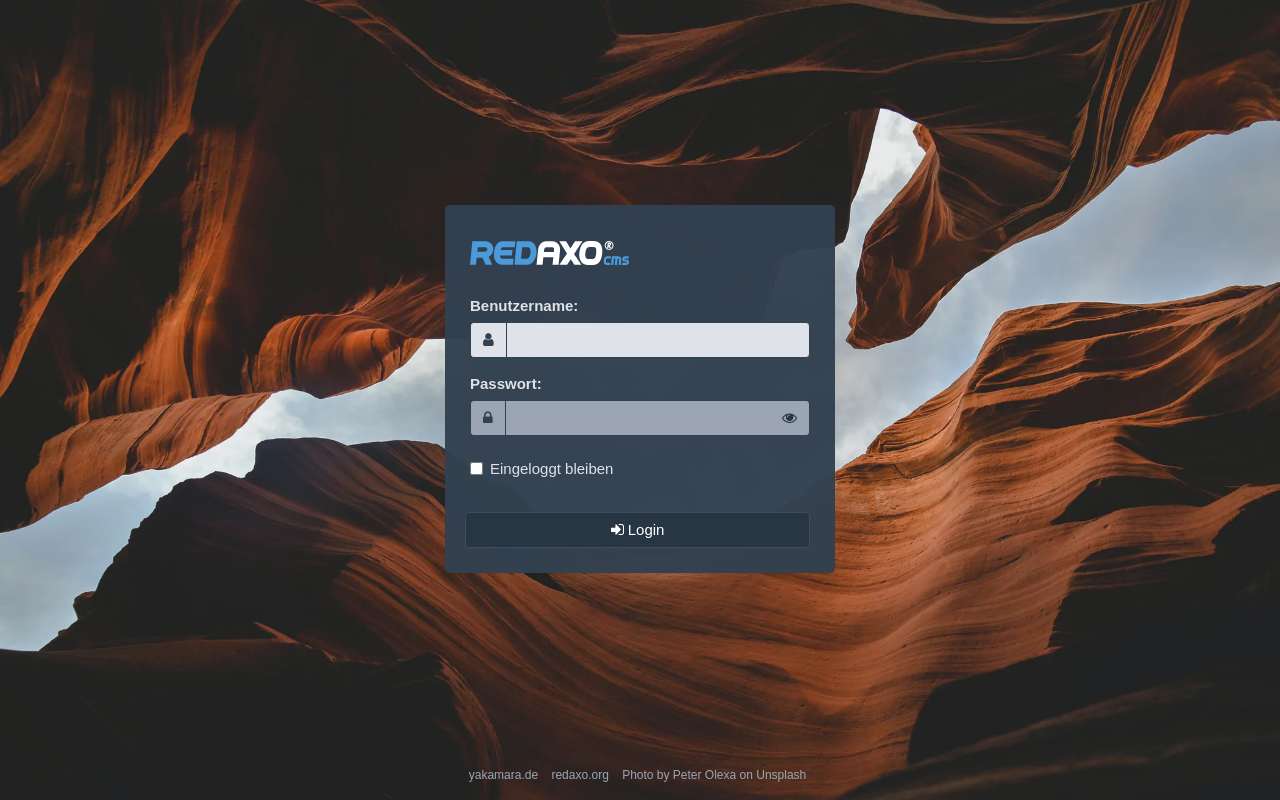 REDAXO® cms
Benutzername:
Passwort:
Eingeloggt bleiben
Login
yakamara.de redaxo.org Photo by Peter Olexa on Unsplash